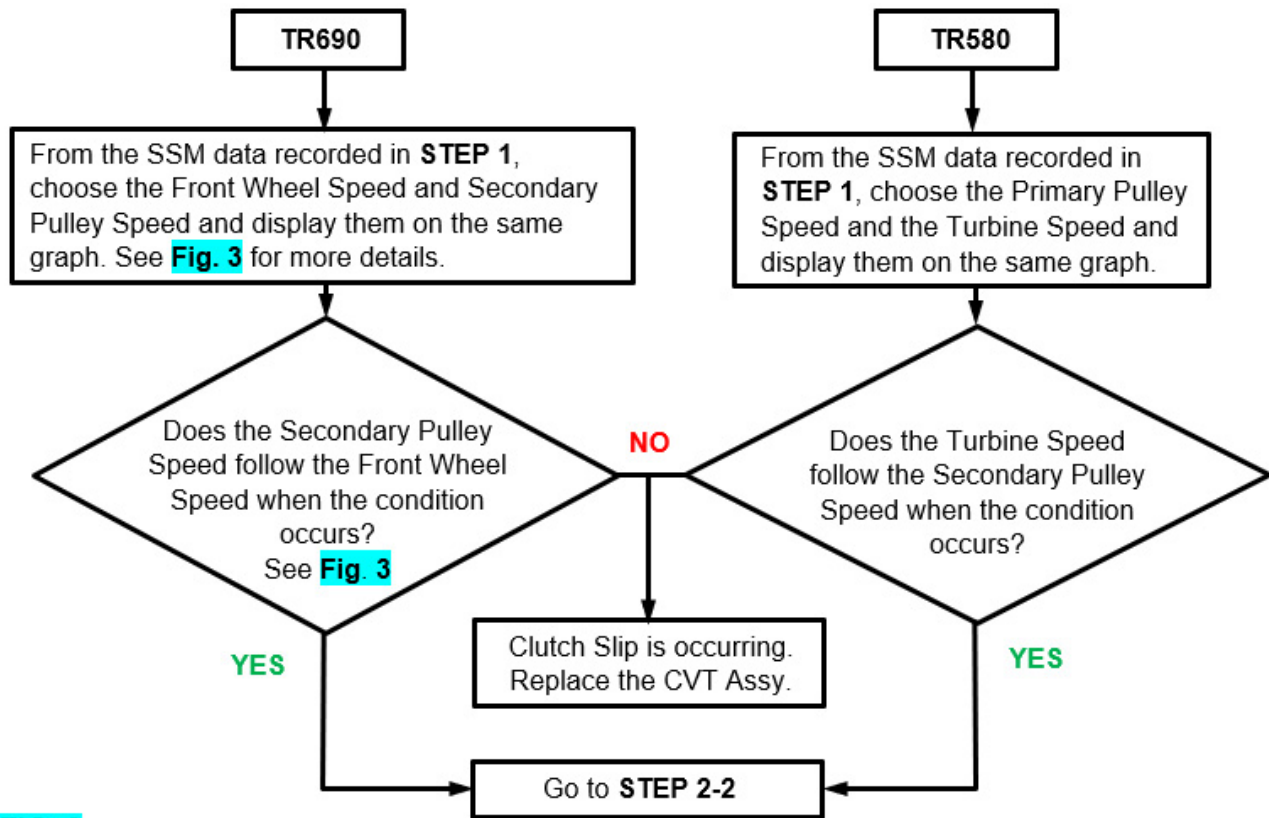 TR690
TR580
From the SSM data recorded in STEP 1,
choose the Front Wheel Speed and Secondary
Pulley Speed and display them on the same
graph. See Fig. 3 for more details.
From the SSM data recorded in
STEP 1, choose the Primary Pulley
Speed and the Turbine Speed and
display them on the same graph.
Does the Secondary Pulley
Speed follow the Front Wheel
Speed when the condition
occurs?
See Fig. 3
NO
Does the Turbine Speed
follow the Secondary Pulley
Speed when the condition
occurs?
YES
Clutch Slip is occurring.
Replace the CVT Assy.
YES
Go to STEP 2-2